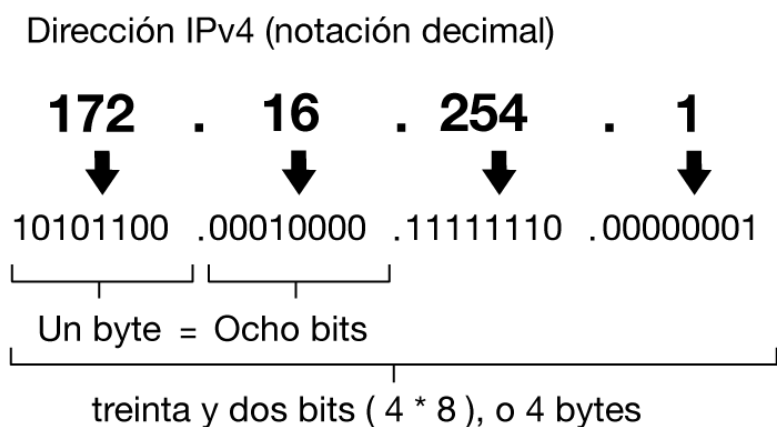 Dirección IPv4 (notación decimal)
172 . 16 . 254 . 1
10101100 .00010000 .11111110 .00000001
Un byte = Ocho bits
treinta y dos bits ( 4 * 8 ), o 4 bytes